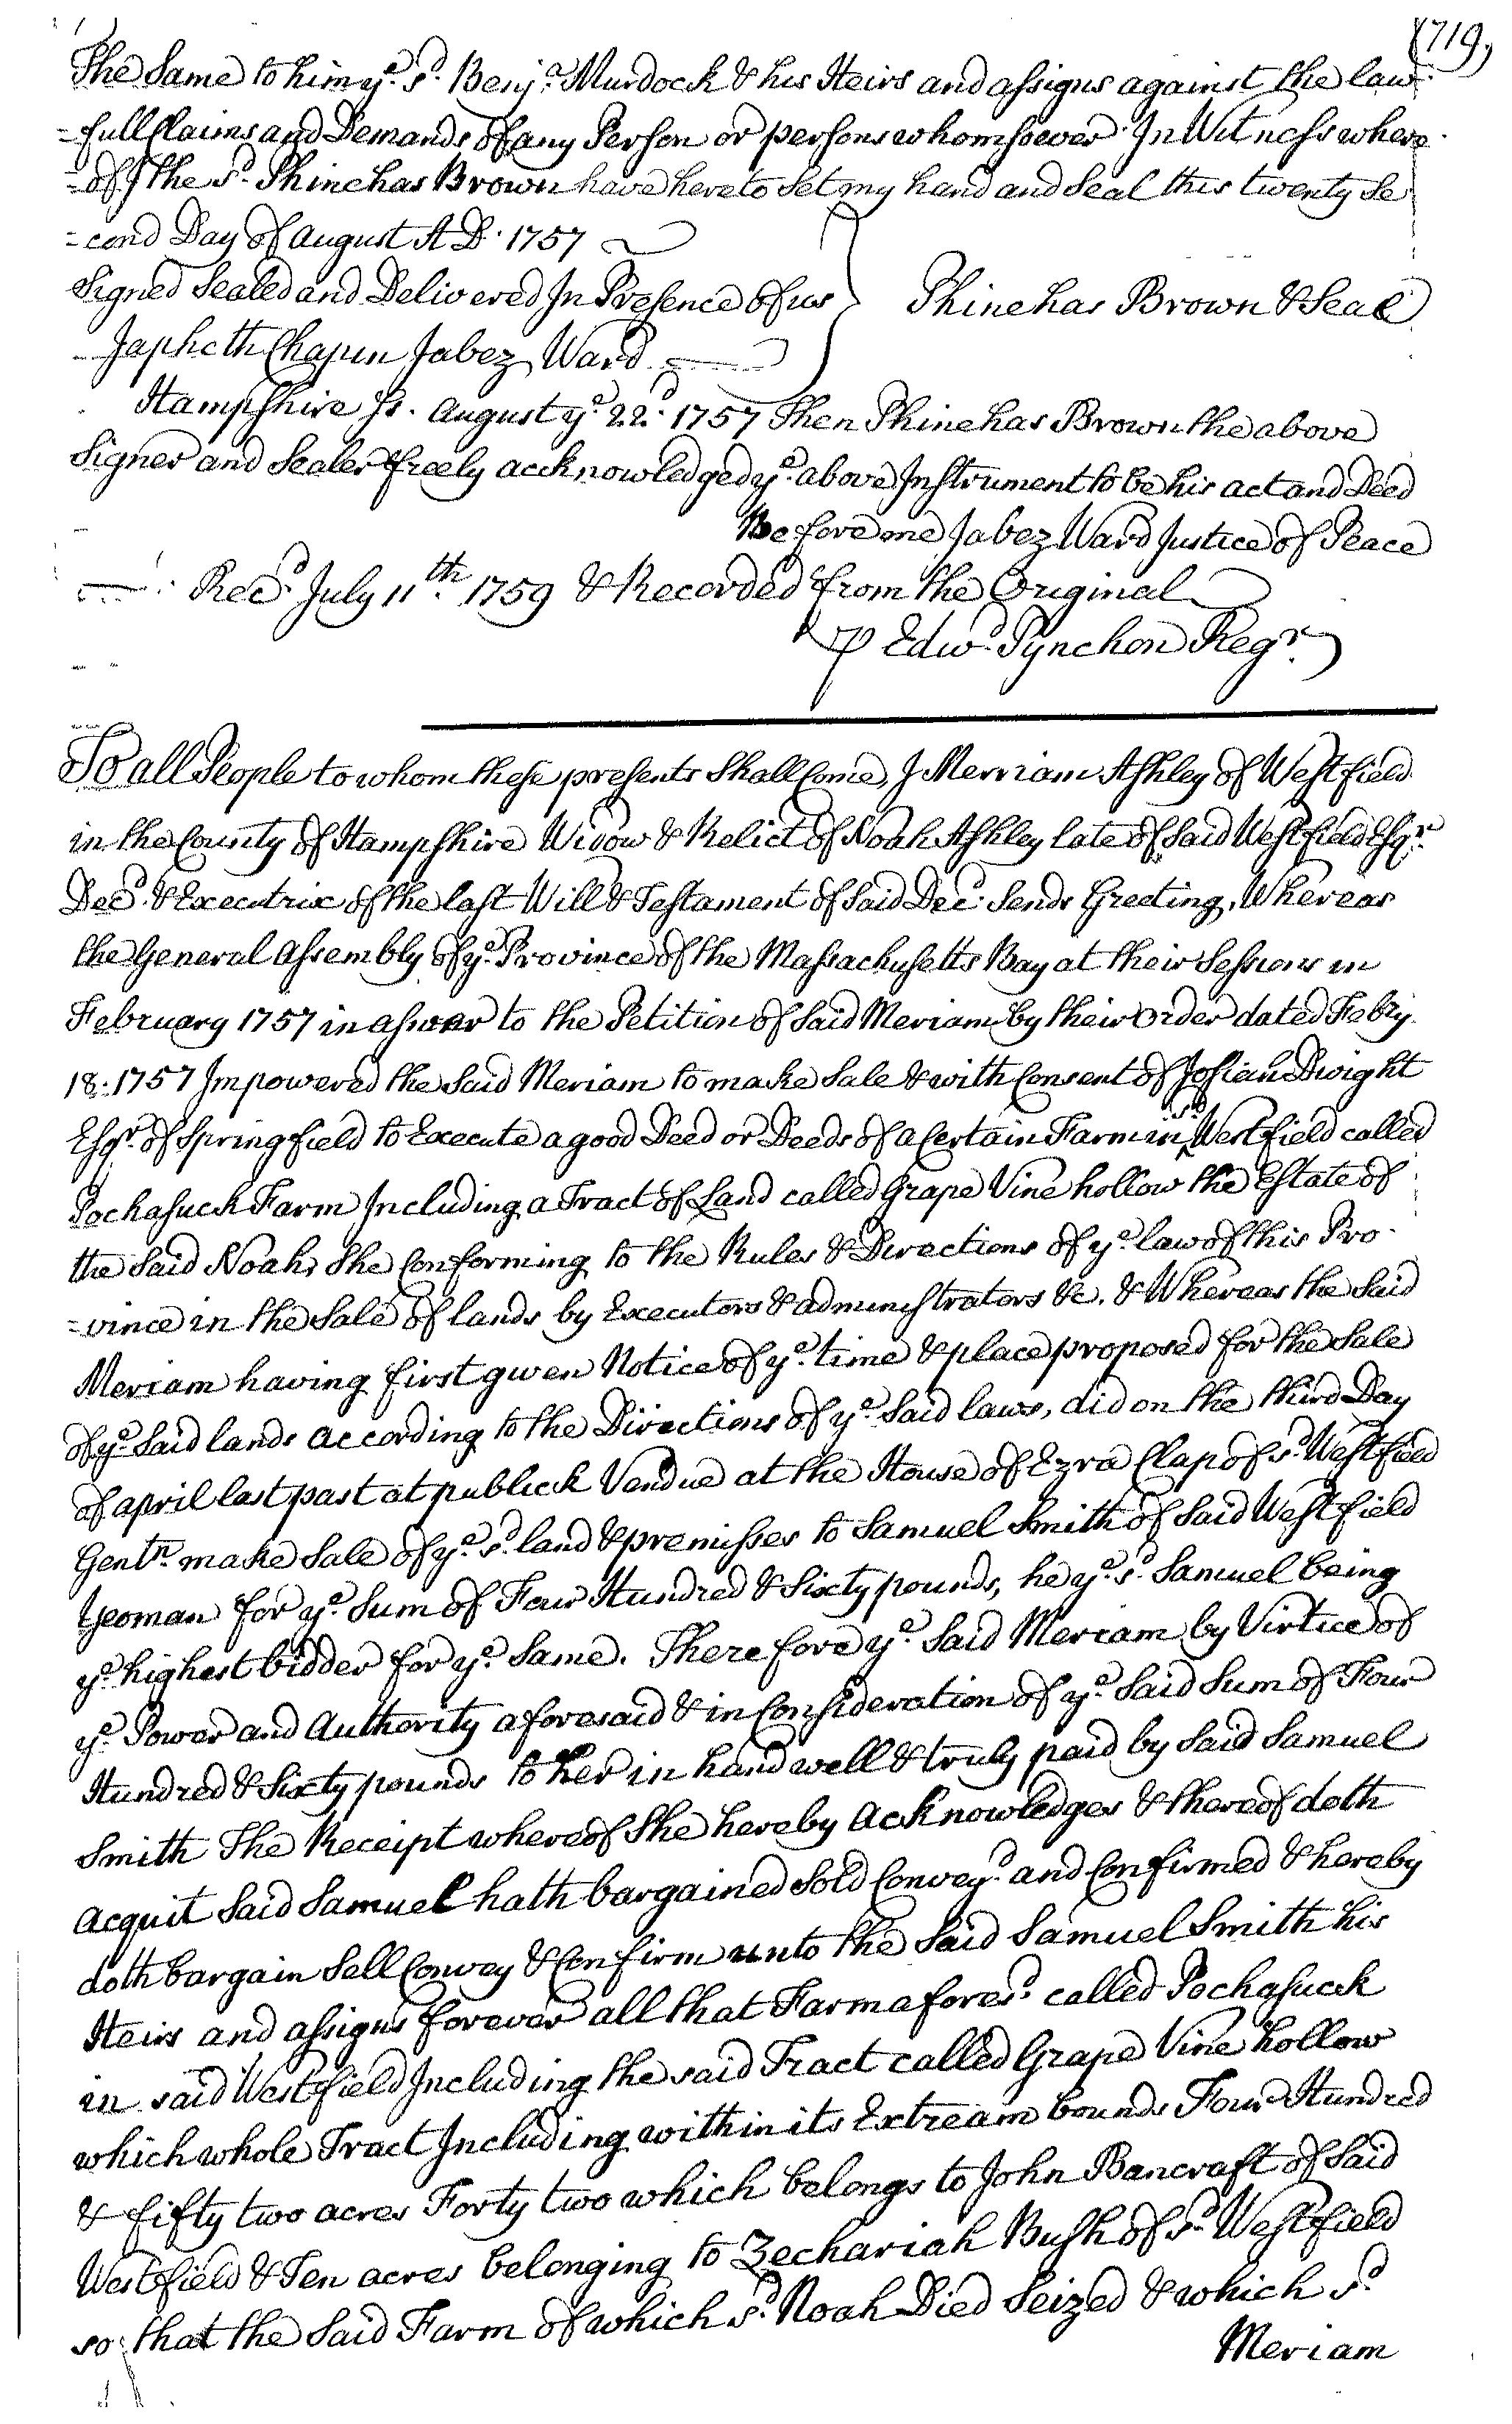 (719)
The Same to him ye. sd. Benja. Murdock & his Heirs and assigns against the law-
=full Claims and Demands of any Person or persons whomsoever. In Witness where-
=of I the sd. Phinehas Brown have hereto set my hand and Seal this twenty Se
=cond Day of August A D. 1757
Signed Sealed and Delivered In Presence of us } Phinehas Brown & Seal
Japheth Chapin Jabez Ward
Hampshire Ss. August ye. 22d. 1757 Then Phinehas Brown the above
Signer and Sealer freely acknowledged ye. above Instrument to be his act and Deed
Before me Jabez Ward Justice of Peace
Recd. July 11th. 1759 & Recorded from the Original
P Edwd. Pynchon Regr.
To all People to whom these presents Shall Come, I Merriam Ashley of Westfield
in the County of Hampshire Widow & Relict of Noah Ashley late of Said Westfield Esqr.
Decd. & Executrix of the last Will & Testament of Said Decd. Sends Greeting, Whereas
the General Assembly of ye. Province of the Massachusetts Bay at their Sessions in
February 1757 in answer to the Petition of Said Meriam by their Order dated Febry.
18. 1757 Impowered the Said Meriam to make Sale & with Consent of Josiah Dwight
Esqr. of Springfield to Execute a good Deed or Deeds of a Certain Farm in sd. Westfield called
Pochasuck Farm Including a Tract of Land called Grape Vine hollow the Estate of
the Said Noah, She Conforming to the Rules & Directions of ye. law of this Pro-
=vince in the Sale of lands by Executors & administrators &c. & Whereas the Said
Meriam having first given Notice of ye. time & place proposed for the Sale
of ye. Said lands according to the Directions of ye. Said laws, did on the third Day
of april last past at publick Vendue at the House of Ezra Clap of sd. Westfield
Gentn. make Sale of ye. sd. land & premisses to Samuel Smith of Said Westfield
Yeoman for ye. Sum of Four Hundred & Sixty pounds, he ye. sd. Samuel being
ye. highest bidder for ye. Same. Therefore ye. Said Meriam by Virtue of
ye. Power and Authority aforesaid & in Consideration of ye. Said Sum of Four
Hundred & Sixty pounds to her in hand well & truly paid by Said Samuel
Smith The Receipt whereof She hereby acknowledges & thereof doth
acquit Said Samuel hath bargained Sold Conveyd. and Confirmed & hereby
doth bargain Sell Convey & Confirm unto the Said Samuel Smith his
Heirs and assigns forever all that Farm aforesd. called Pochasuck
in said Westfield Including the said Tract called Grape Vine hollow
which whole Tract Including within its Extream bounds Four Hundred
& fifty two acres Forty two which belongs to John Bancraft of Said
Westfield & Ten acres belonging to Zechariah Bush of sd. Westfield
so that the Said Farm of which sd. Noah Died Seized & which sd.
Meriam